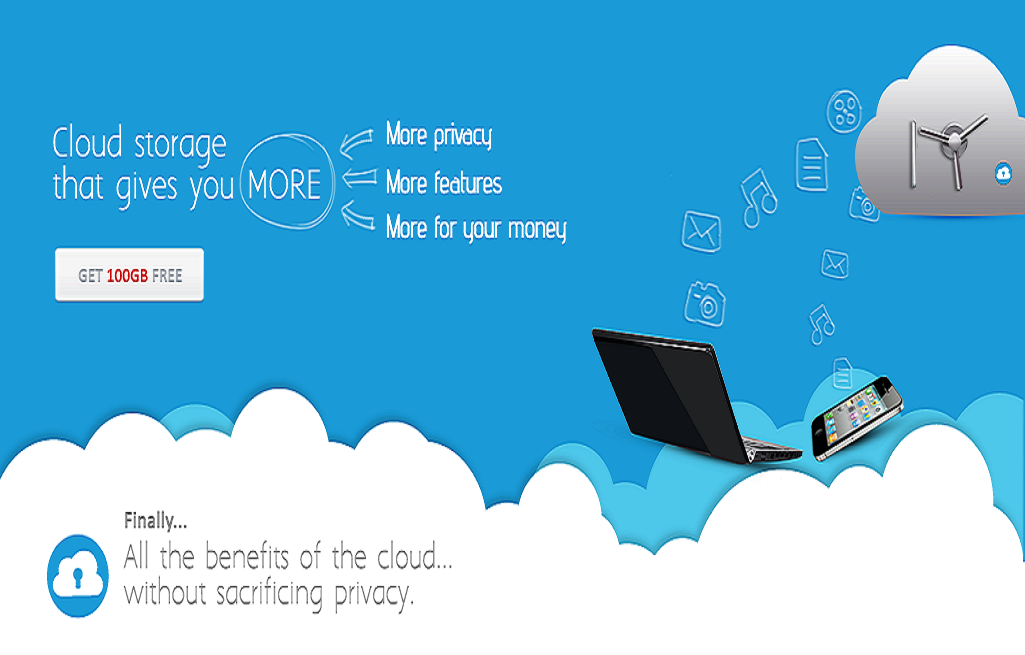 Cloud storage
that gives you MORE
More privacy
More features
More for your money
GET 100GB FREE
Finally...
All the benefits of the cloud...
without sacrificing privacy.